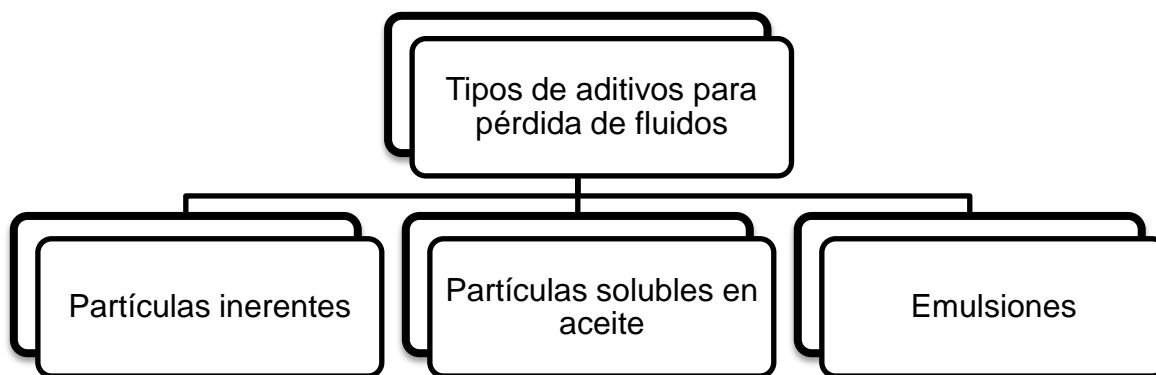 Tipos de aditivos para
pérdida de fluidos
Partículas inerentes
Partículas solubles en
aceite
Emulsiones